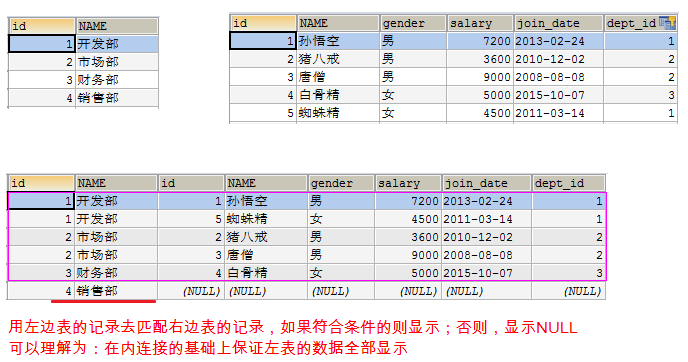 id NAME
1 开发部
2 市场部
3 财务部
4 销售部
id NAME gender salary join_date dept_id
1 孙悟空 男 7200 2013-02-24 1
2 猪八戒 男 3600 2010-12-02 2
3 唐僧 男 9000 2008-08-08 2
4 白骨精 女 5000 2015-10-07 3
5 蜘蛛精 女 4500 2011-03-14 1
id NAME id NAME gender salary join_date dept_id
1 开发部 1 孙悟空 男 7200 2013-02-24 1
1 开发部 5 蜘蛛精 女 4500 2011-03-14 1
2 市场部 2 猪八戒 男 3600 2010-12-02 2
2 市场部 3 唐僧 男 9000 2008-08-08 2
3 财务部 4 白骨精 女 5000 2015-10-07 3
4 销售部 (NULL) (NULL) (NULL) (NULL) (NULL) (NULL)
用左边表的记录去匹配右边表的记录，如果符合条件的则显示；否则，显示NULL
可以理解为：在内连接的基础上保证左表的数据全部显示